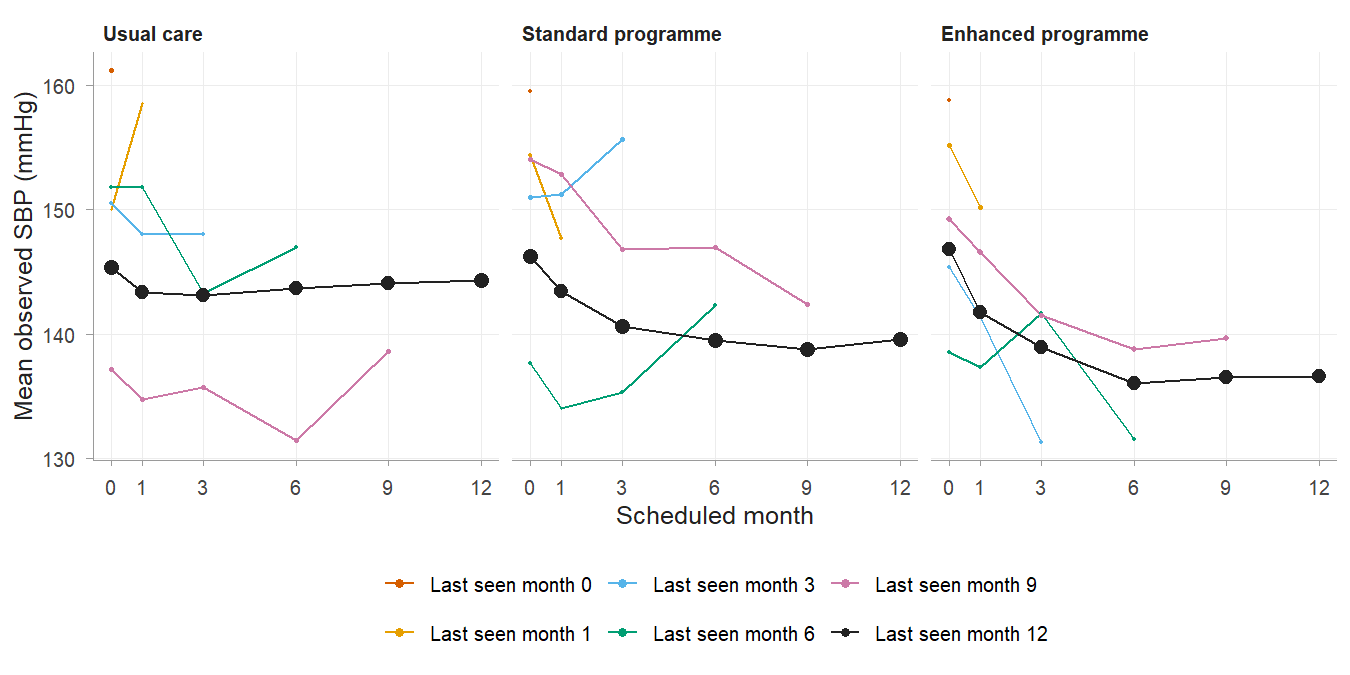 Usual care Standard programme Enhanced programme
Mean observed SBP (mmHg)
160
150
140
130
0 1 3 6 9 12 0 1 3 6 9 12 0 1 3 6 9 12
Scheduled month
Last seen month 0 Last seen month 3 Last seen month 9
Last seen month 1 Last seen month 6 Last seen month 12